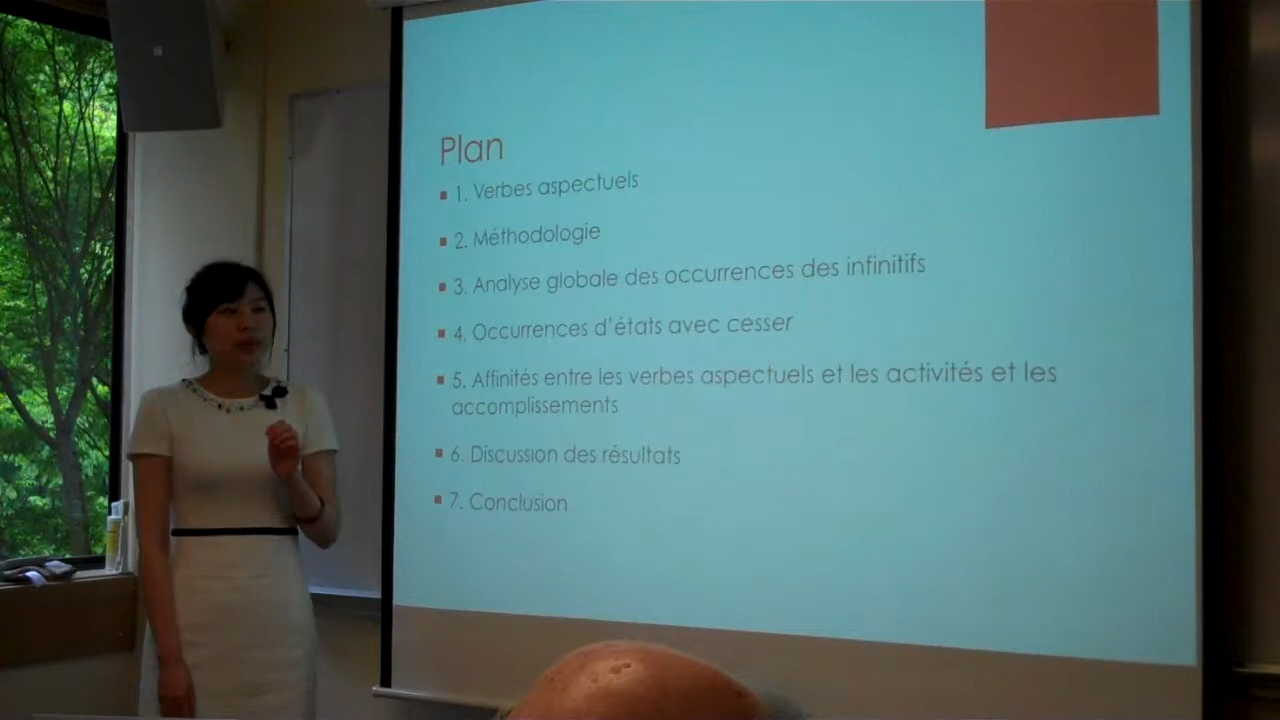 Plan
1. Verbes aspectuels
2. Méthodologie
3. Analyse globale des occurrences des infinitifs
4. Occurrences d'états avec cesser
5. Affinités entre les verbes aspectuels et les activités et les
accomplissements
6. Discussion des résultats
7. Conclusion